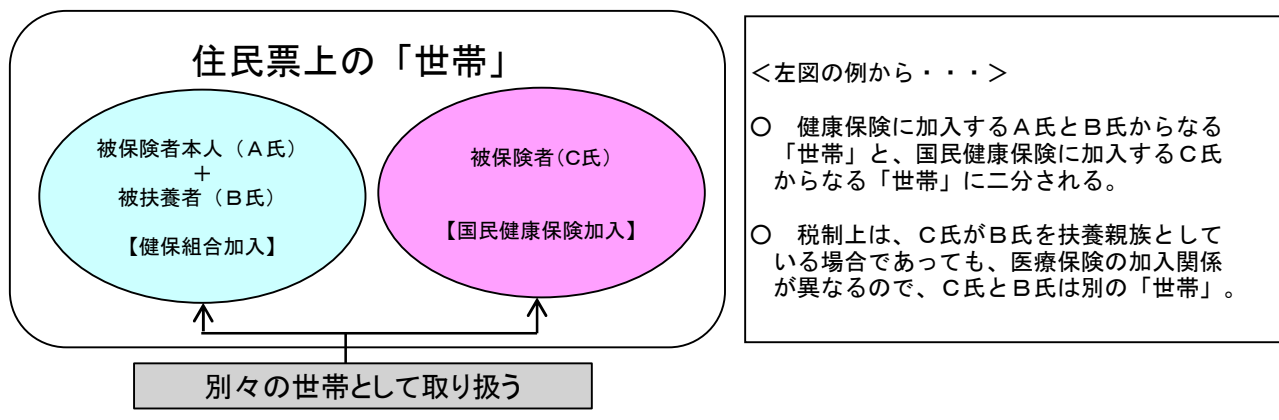 住民票上の「世帯」
被保険者本人（A氏）
＋
被扶養者（B氏）
【健保組合加入】
被保険者(C氏)
【国民健康保険加入】
別々の世帯として取り扱う
＜左図の例から・・・＞
○　健康保険に加入するA氏とB氏からなる
「世帯」と、国民健康保険に加入するC氏
からなる「世帯」に二分される。
○　税制上は、C氏がB氏を扶養親族として
いる場合であっても、医療保険の加入関係
が異なるので、C氏とB氏は別の「世帯」。